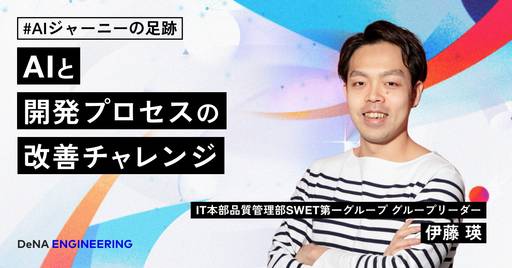 #AIジャーニーの足跡
AIと
開発プロセスの
改善チャレンジ
IT本部品質管理部SWET第一グループ グループリーダー
伊藤 瑛
DeNA ENGINEERING